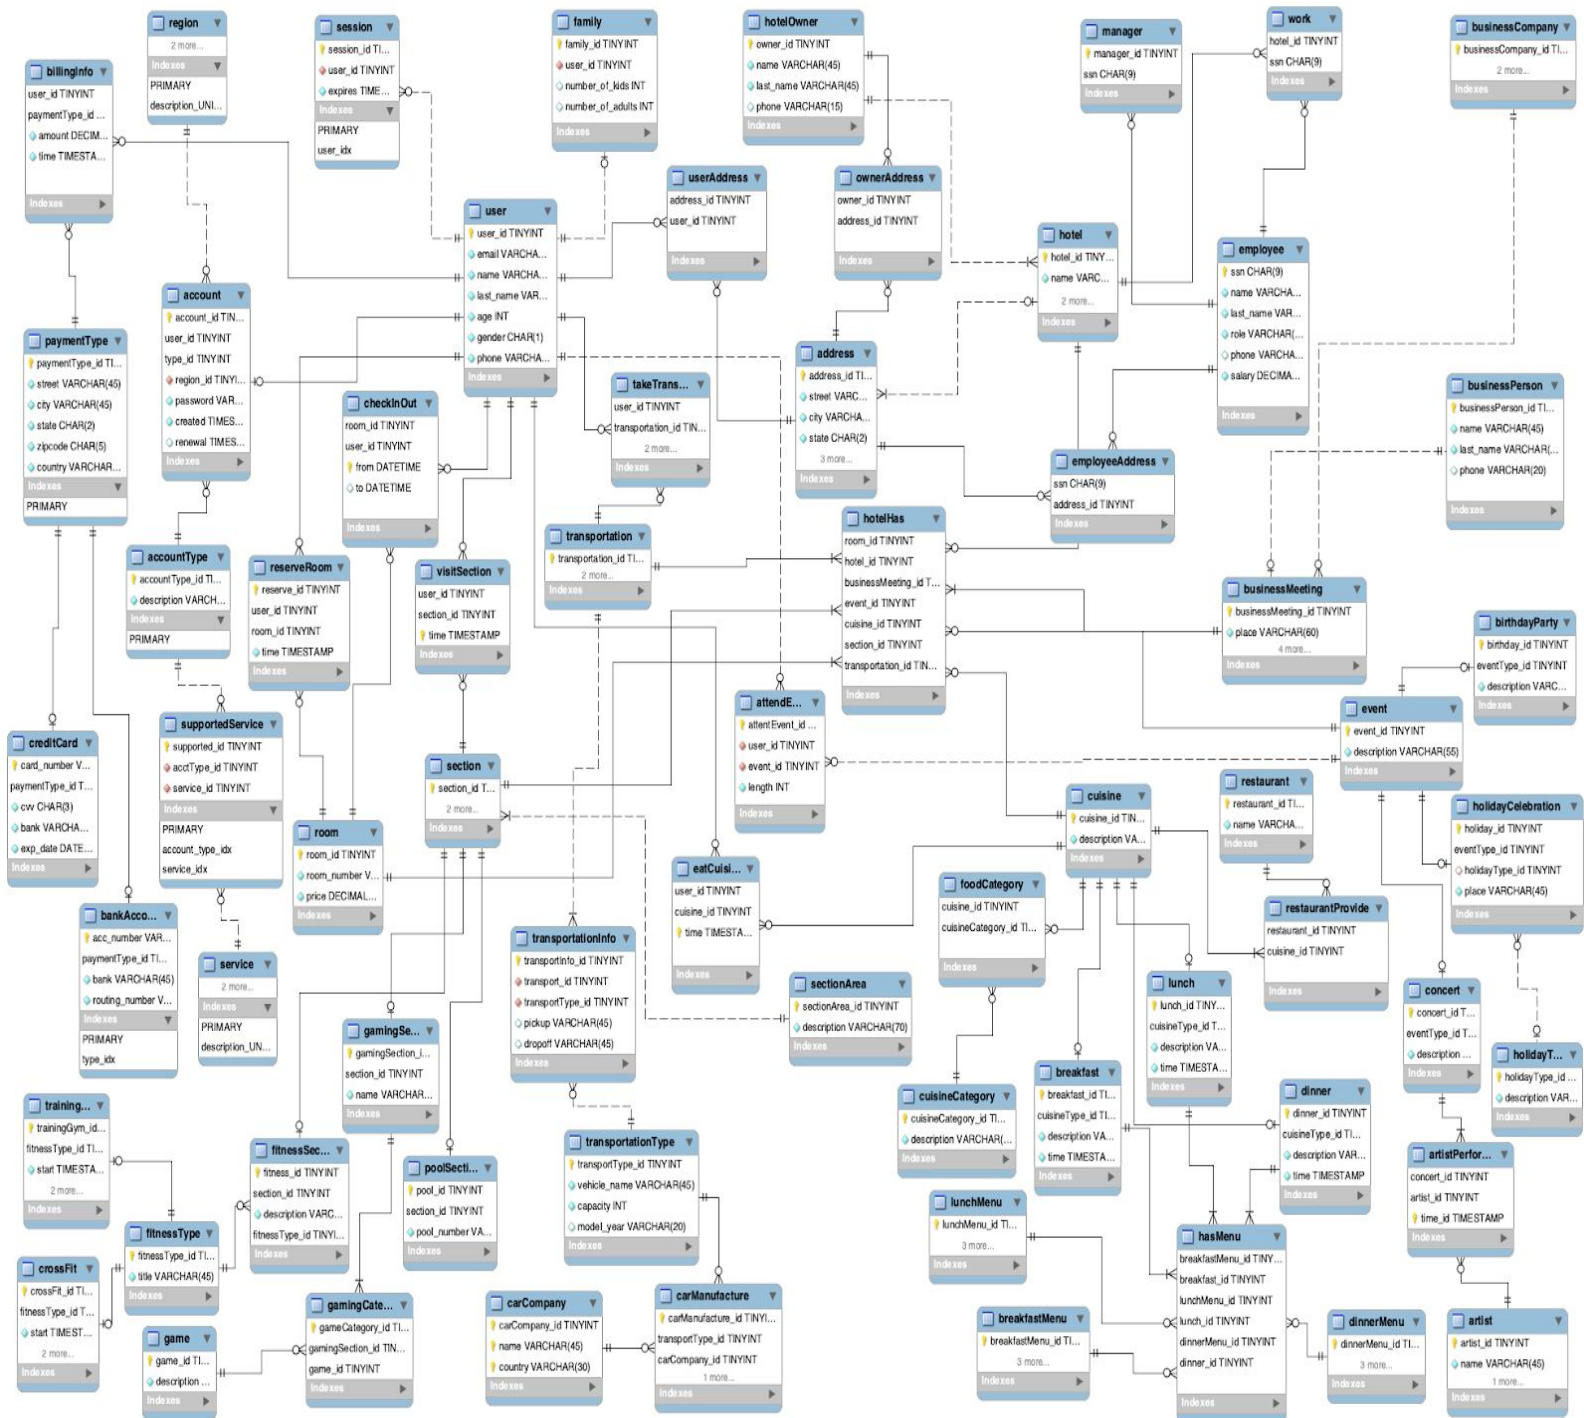 region
2 more...
Indexes
PRIMARY
description_UNI...
session
session_id TI...
user_id TINYINT
expires TIME...
Indexes
PRIMARY
user_idx
family
family_id TINYINT
user_id TINYINT
number_of_kids INT
number_of_adults INT
Indexes
hotelOwner
owner_id TINYINT
name VARCHAR(45)
last_name VARCHAR(45)
phone VARCHAR(15)
Indexes
manager
manager_id TINYINT
ssn CHAR(9)
Indexes
work
hotel_id TINYINT
ssn CHAR(9)
Indexes
businessCompany
businessCompany_id TI...
2 more...
Indexes
billingInfo
user_id TINYINT
paymentType_id ...
amount DECIM...
time TIMESTA...
Indexes
userAddress
address_id TINYINT
user_id TINYINT
Indexes
ownerAddress
owner_id TINYINT
address_id TINYINT
Indexes
user
user_id TINYINT
email VARCHA...
name VARCHA...
last_name VAR...
age INT
gender CHAR(1)
phone VARCHA...
Indexes
hotel
hotel_id TINY...
name VARC...
2 more...
Indexes
employee
ssn CHAR(9)
name VARCHA...
last_name VAR...
role VARCHAR(...
phone VARCHA...
salary DECIMA...
Indexes
account
account_id TIN...
user_id TINYINT
type_id TINYINT
region_id TINYI...
password VAR...
created TIMES...
renewal TIMES...
Indexes
paymentType
paymentType_id TI...
street VARCHAR(45)
city VARCHAR(45)
state CHAR(2)
zipcode CHAR(5)
country VARCHAR...
Indexes
PRIMARY
address
address_id TI...
street VARC...
city VARCHA...
state CHAR(2)
3 more...
Indexes
takeTrans...
user_id TINYINT
transportation_id TIN...
2 more...
Indexes
businessPerson
businessPerson_id TI...
name VARCHAR(45)
last_name VARCHAR(...
phone VARCHAR(20)
Indexes
checkInOut
room_id TINYINT
user_id TINYINT
from DATETIME
to DATETIME
Indexes
employeeAddress
ssn CHAR(9)
address_id TINYINT
Indexes
hotelHas
room_id TINYINT
hotel_id TINYINT
businessMeeting_id T...
event_id TINYINT
cuisine_id TINYINT
section_id TINYINT
transportation_id TIN...
Indexes
transportation
transportation_id TI...
2 more...
Indexes
accountType
accountType_id TI...
description VARCH...
Indexes
PRIMARY
reserveRoom
reserve_id TINYINT
user_id TINYINT
room_id TINYINT
time TIMESTAMP
Indexes
visitSection
user_id TINYINT
section_id TINYINT
time TIMESTAMP
Indexes
businessMeeting
businessMeeting_id TINYINT
place VARCHAR(60)
4 more...
Indexes
birthdayParty
birthday_id TINYINT
eventType_id TINYINT
description VARC...
Indexes
attendE...
attentEvent_id ...
user_id TINYINT
event_id TINYINT
length INT
Indexes
event
event_id TINYINT
description VARCHAR(55)
Indexes
supportedService
supported_id TINYINT
acctType_id TINYINT
service_id TINYINT
Indexes
PRIMARY
account_type_idx
service_idx
creditCard
card_number V...
paymentType_id T...
cvv CHAR(3)
bank VARCHA...
exp_date DATE...
Indexes
section
section_id T...
2 more...
Indexes
restaurant
restaurant_id TI...
name VARCHA...
Indexes
cuisine
cuisine_id TIN...
description VA...
Indexes
holidayCelebration
holiday_id TINYINT
eventType_id TINYINT
holidayType_id TINYINT
place VARCHAR(45)
Indexes
room
room_id TINYINT
room_number V...
price DECIMAL...
Indexes
eatCuisi...
user_id TINYINT
cuisine_id TINYINT
time TIMESTA...
Indexes
foodCategory
cuisine_id TINYINT
cuisineCategory_id TI...
Indexes
restaurantProvide
restaurant_id TINYINT
cuisine_id TINYINT
Indexes
bankAcco...
acc_number VAR...
paymentType_id TI...
bank VARCHAR(45)
routing_number V...
Indexes
PRIMARY
type_idx
transportationInfo
transportInfo_id TINYINT
transport_id TINYINT
transportType_id TINYINT
pickup VARCHAR(45)
dropoff VARCHAR(45)
Indexes
service
2 more...
Indexes
PRIMARY
description_UN...
sectionArea
sectionArea_id TINYINT
description VARCHAR(70)
Indexes
lunch
lunch_id TINY...
cuisineType_id T...
description VA...
time TIMESTA...
Indexes
concert
concert_id T...
eventType_id T...
description ...
Indexes
gamingSe...
gamingSection_i...
section_id TINYINT
name VARCHAR...
Indexes
holidayT...
holidayType_id ...
description VAR...
Indexes
breakfast
breakfast_id TI...
cuisineType_id TI...
description VA...
time TIMESTA...
Indexes
cuisineCategory
cuisineCategory_id TI...
description VARCHAR(...
Indexes
dinner
dinner_id TINYINT
cuisineType_id TI...
description VAR...
time TIMESTAMP
Indexes
training...
trainingGym_id...
fitnessType_id TI...
start TIMESTA...
2 more...
Indexes
fitnessSec...
fitness_id TINYINT
section_id TINYINT
description VARC...
fitnessType_id TINYI...
Indexes
poolSecti...
pool_id TINYINT
section_id TINYINT
pool_number VA...
Indexes
transportationType
transportType_id TINYINT
vehicle_name VARCHAR(45)
capacity INT
model_year VARCHAR(20)
Indexes
artistPerfor...
concert_id TINYINT
artist_id TINYINT
time_id TIMESTAMP
Indexes
lunchMenu
lunchMenu_id TI...
3 more...
Indexes
fitnessType
fitnessType_id TI...
title VARCHAR(45)
Indexes
hasMenu
breakfastMenu_id TINY...
breakfast_id TINYINT
lunchMenu_id TINYINT
lunch_id TINYINT
dinnerMenu_id TINYINT
dinner_id TINYINT
Indexes
crossFit
crossFit_id TI...
fitnessType_id T...
start TIMEST...
2 more...
Indexes
gamingCate...
gameCategory_id TI...
gamingSection_id TIN...
game_id TINYINT
Indexes
carCompany
carCompany_id TINYINT
name VARCHAR(45)
country VARCHAR(30)
Indexes
carManufacture
carManufacture_id TINYI...
transportType_id TINYINT
carCompany_id TINYINT
1 more...
Indexes
breakfastMenu
breakfastMenu_id TI...
3 more...
Indexes
dinnerMenu
dinnerMenu_id TINY...
3 more...
Indexes
artist
artist_id TINYINT
name VARCHAR(45)
1 more...
Indexes
game
game_id TI...
description ...
Indexes